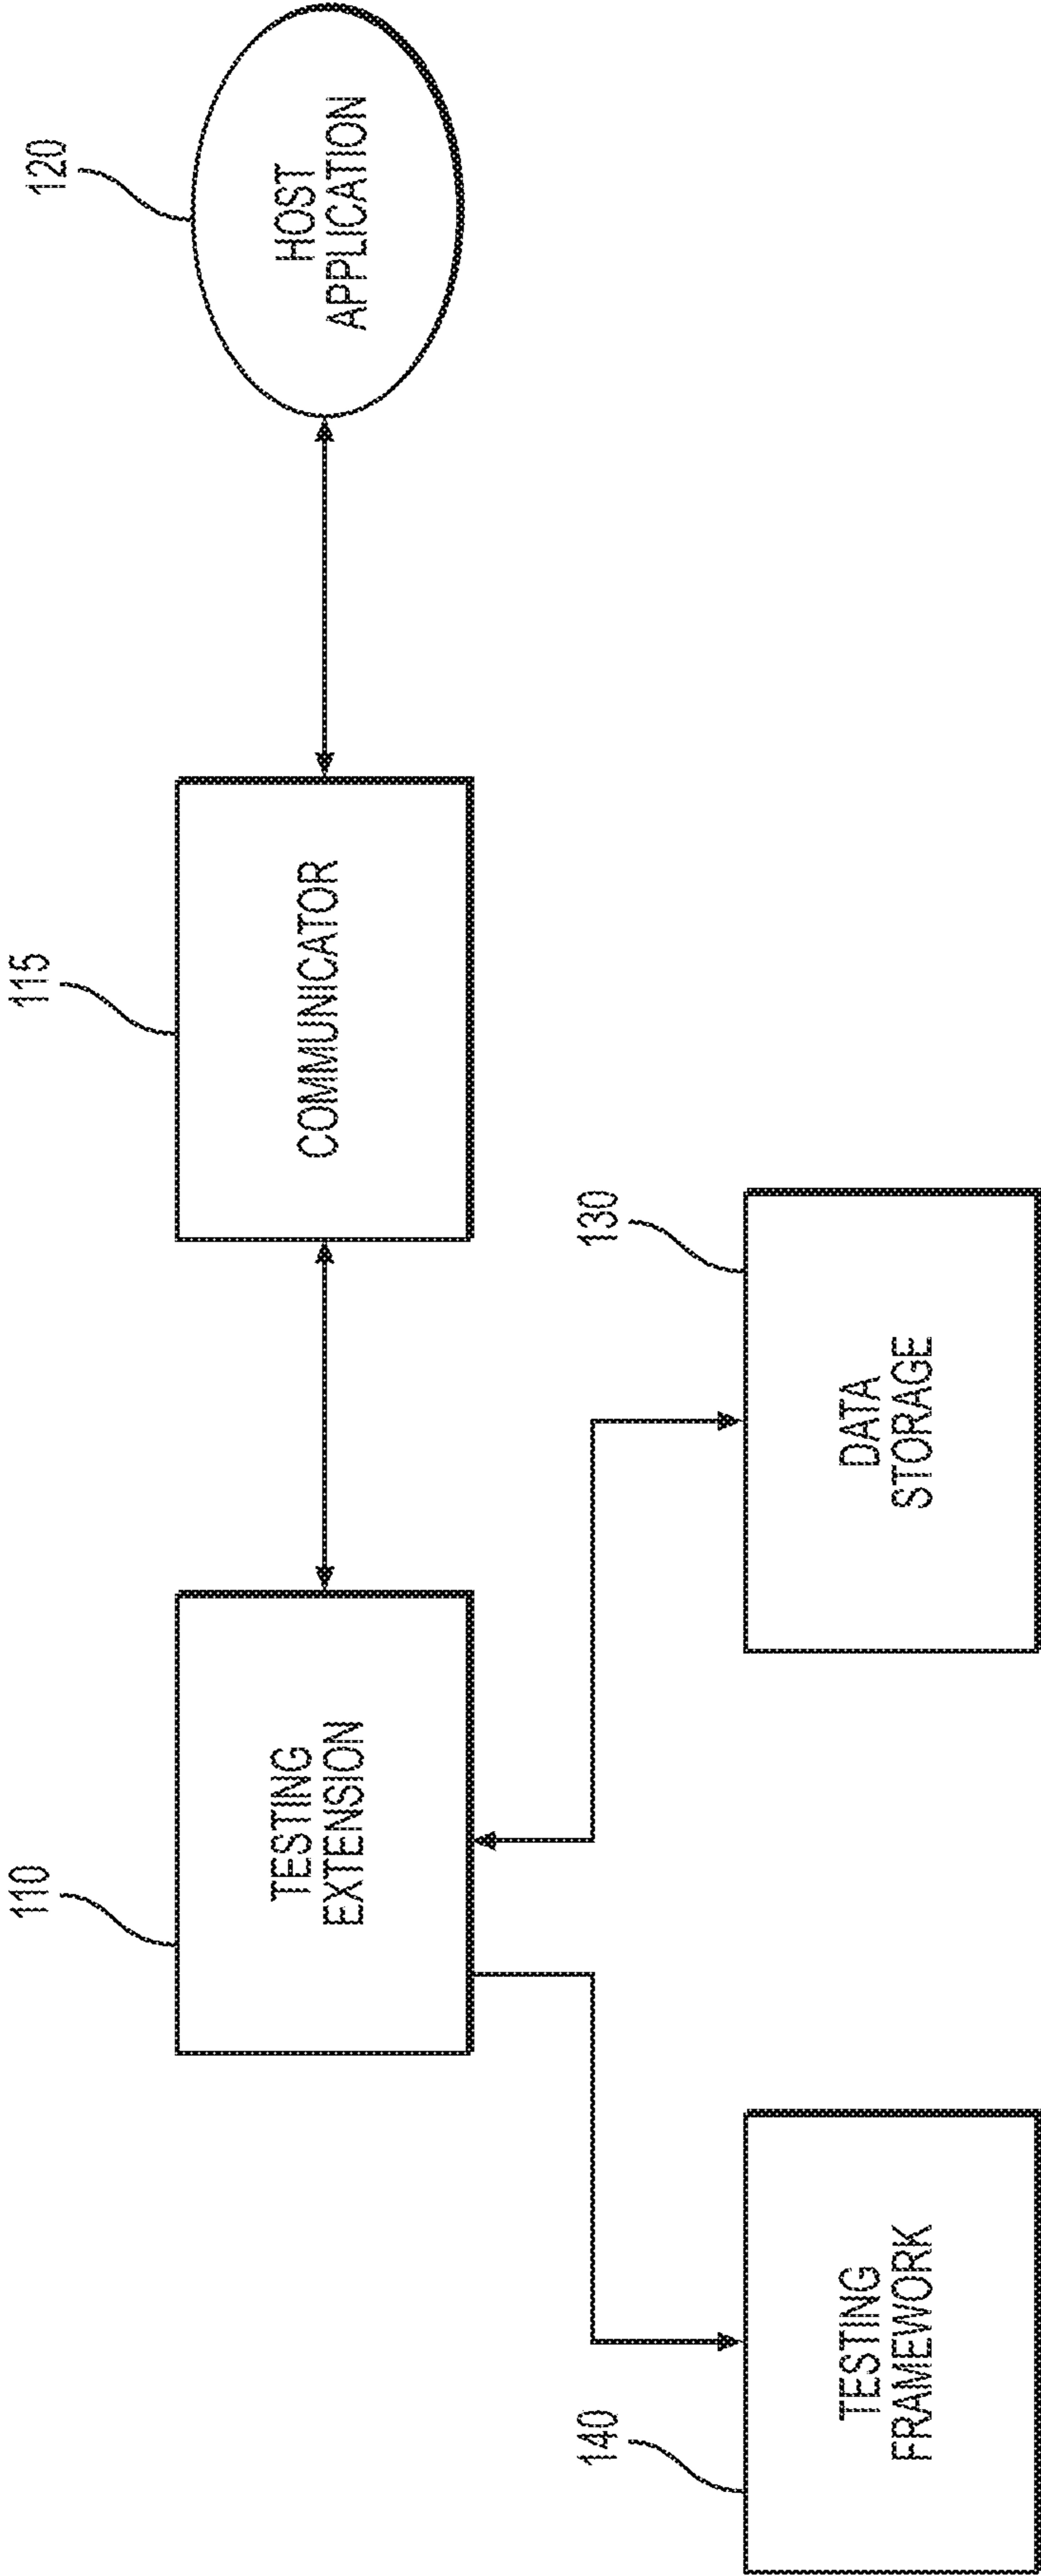 110
TESTING
EXTENSION
115
COMMUNICATOR
120
HOST
APPLICATION
140
TESTING
FRAMEWORK
130
DATA
STORAGE